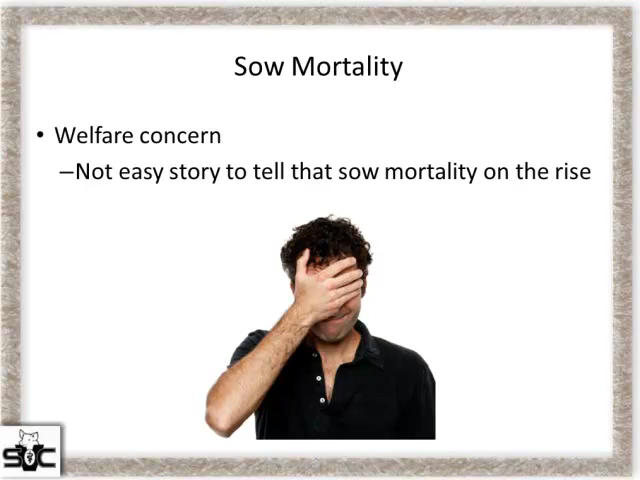 Sow Mortality
• Welfare concern
–Not easy story to tell that sow mortality on the rise
SVC